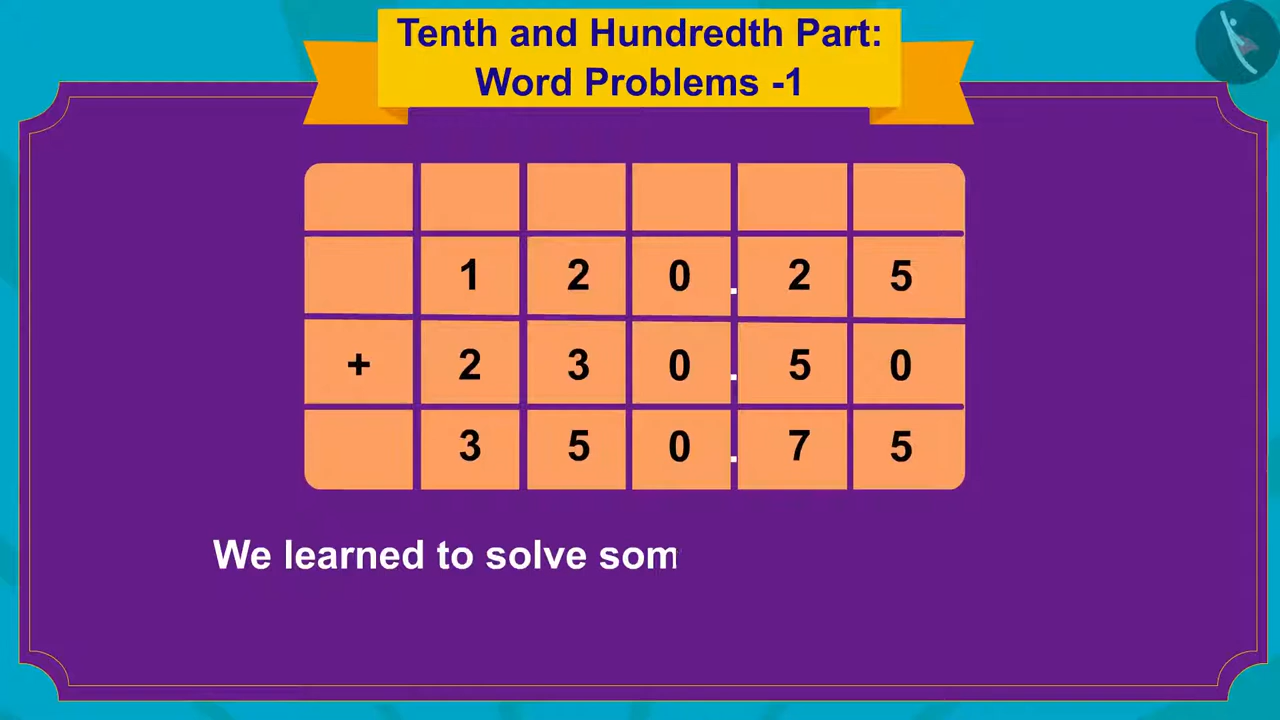 Tenth and Hundredth Part:
Word Problems -1
1 2 0 . 2 5
+ 2 3 0 . 5 0
3 5 0 . 7 5
We learned to solve som